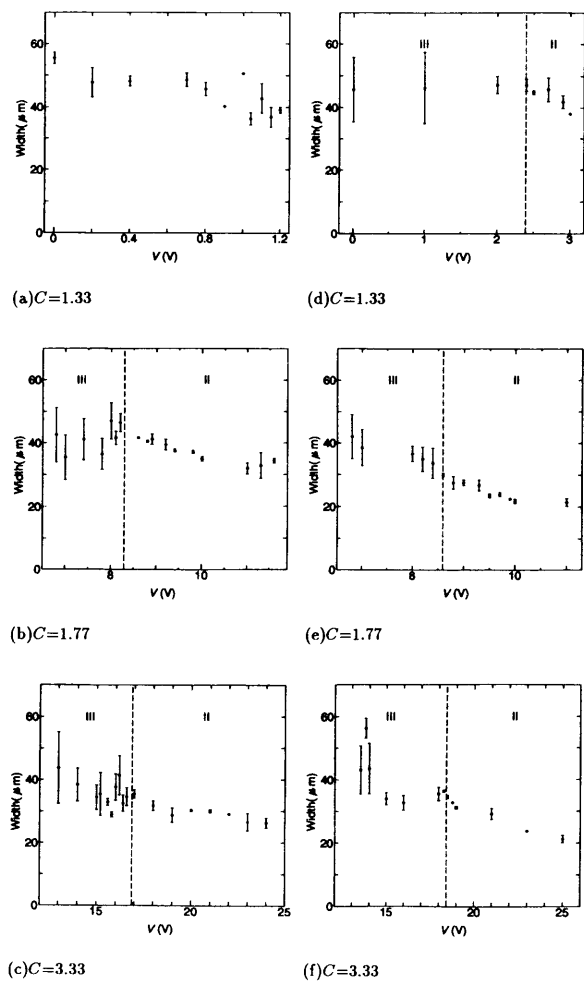 60
40
20
0
Width(μm)
0 0.4 0.8 1.2
V (V)
(a)C=1.33
60
40
20
0
Width(μm)
III II
0 1 2 3
V (V)
(d)C=1.33
60
40
20
0
Width(μm)
III II
8 10
V (V)
(b)C=1.77
60
40
20
0
Width(μm)
III II
8 10
V (V)
(e)C=1.77
60
40
20
0
Width(μm)
III II
15 20 25
V (V)
(c)C=3.33
60
40
20
0
Width(μm)
III II
15 20 25
V (V)
(f)C=3.33